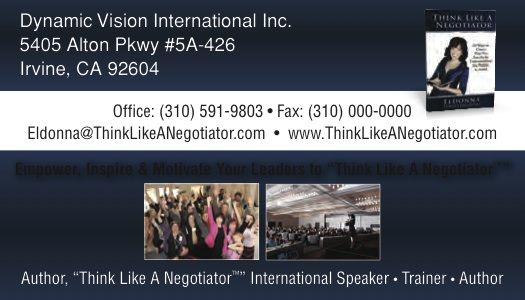 Dynamic Vision International Inc.
5405 Alton Pkwy #5A-426
Irvine, CA 92604
THINK LIKE A
NEGOTIATOR
ELDONNA
Office: (310) 591-9803 • Fax: (310) 000-0000
Eldonna@ThinkLikeANegotiator.com • www.ThinkLikeANegotiator.com
Empower, Inspire & Motivate Your Leaders to “Think Like A Negotiator™”
Author, “Think Like A Negotiator™” International Speaker • Trainer • Author